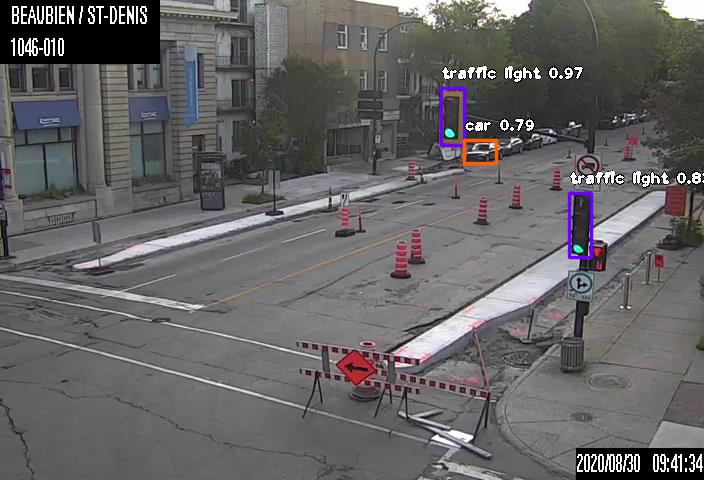 BEAUBIEN / ST-DENIS
1046-010
traffic light 0.97
car 0.79
traffic light 0.8
2020/08/30 09:41:34